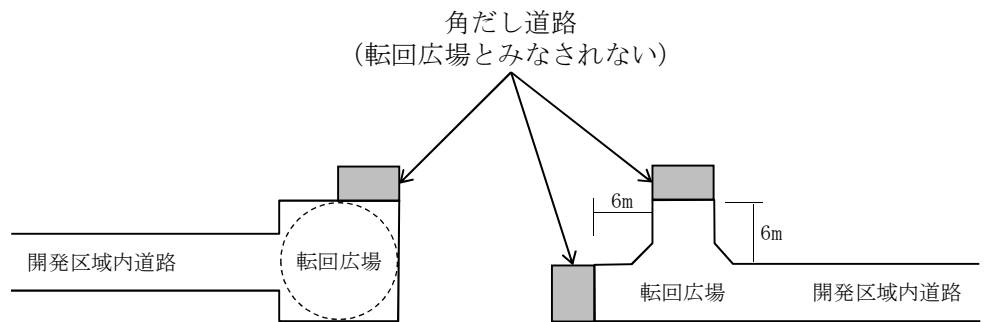 角だし道路
（転回広場とみなされない）
6m
6m
開発区域内道路
転回広場
転回広場
開発区域内道路